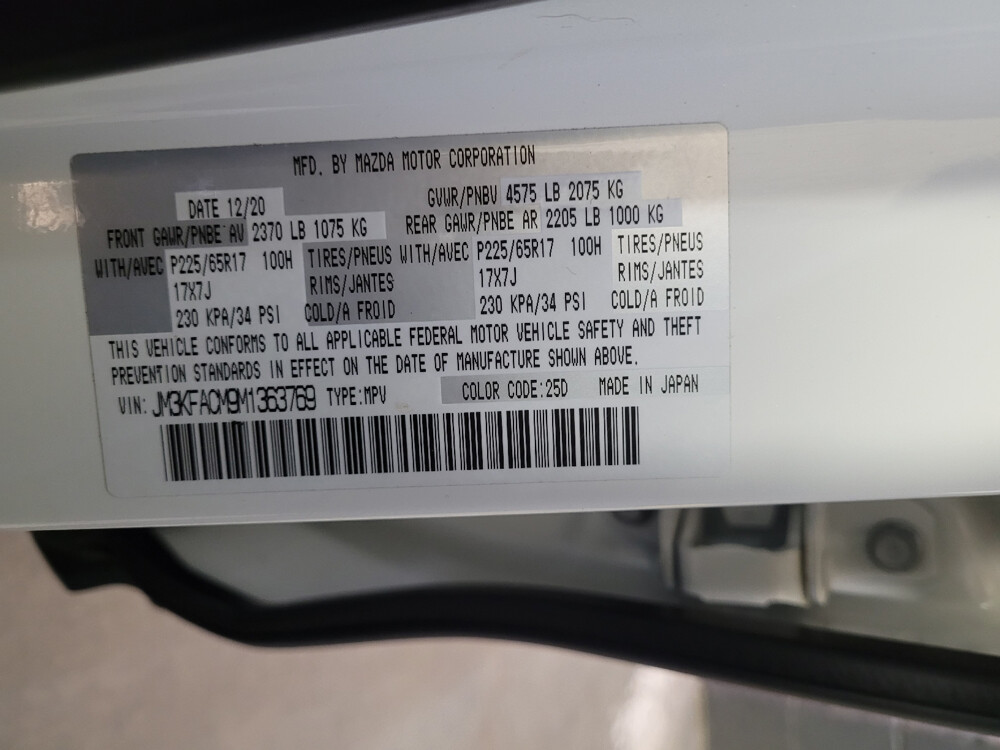 MFD. BY MAZDA MOTOR CORPORATION
DATE 12/20 GVWR/PNBV 4575 LB 2075 KG
FRONT GAWR/PNBE AV 2370 LB 1075 KG REAR GAWR/PNBE AR 2205 LB 1000 KG
WITH/AVEC P225/65R17 100H TIRES/PNEUS WITH/AVEC P225/65R17 100H TIRES/PNEUS
17X7J RIMS/JANTES 17X7J RIMS/JANTES
230 KPA/34 PSI COLD/A FROID 230 KPA/34 PSI COLD/A FROID
THIS VEHICLE CONFORMS TO ALL APPLICABLE FEDERAL MOTOR VEHICLE SAFETY AND THEFT
PREVENTION STANDARDS IN EFFECT ON THE DATE OF MANUFACTURE SHOWN ABOVE.
VIN: JM3KFACM9M1363769 TYPE:MPV COLOR CODE:25D MADE IN JAPAN